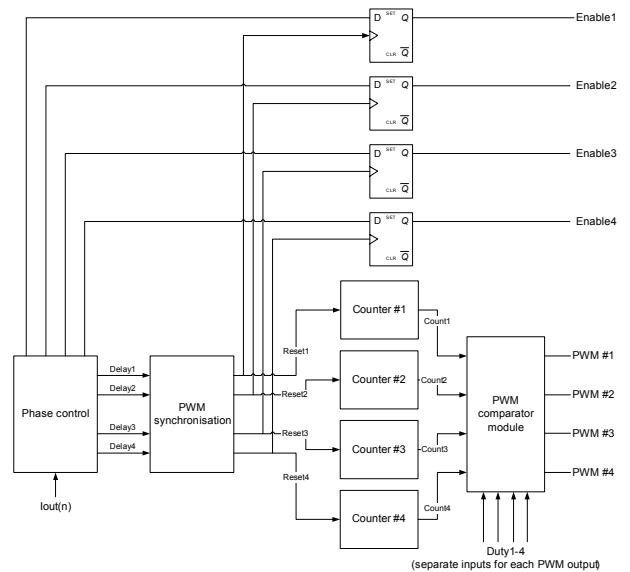 D SET Q
CLR Q
Enable1
D SET Q
CLR Q
Enable2
D SET Q
CLR Q
Enable3
D SET Q
CLR Q
Enable4
Phase control
Iout(n)
Delay1
Delay2
Delay3
Delay4
PWM
synchronisation
Reset1
Reset2
Reset3
Reset4
Counter #1
Counter #2
Counter #3
Counter #4
Count1
Count2
Count3
Count4
PWM
comparator
module
PWM #1
PWM #2
PWM #3
PWM #4
Duty1-4
(separate inputs for each PWM output)